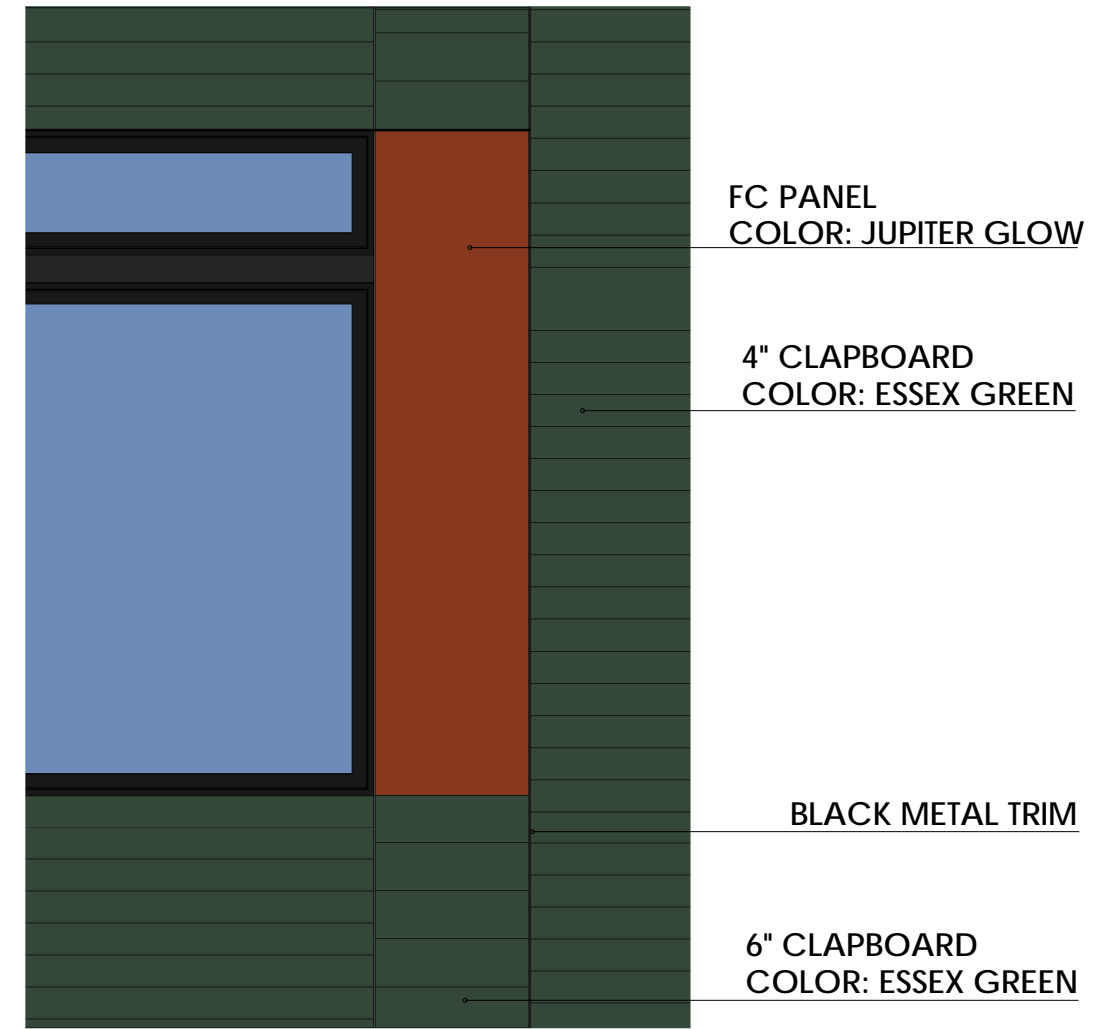 FC PANEL
COLOR: JUPITER GLOW
4" CLAPBOARD
COLOR: ESSEX GREEN
BLACK METAL TRIM
6" CLAPBOARD
COLOR: ESSEX GREEN